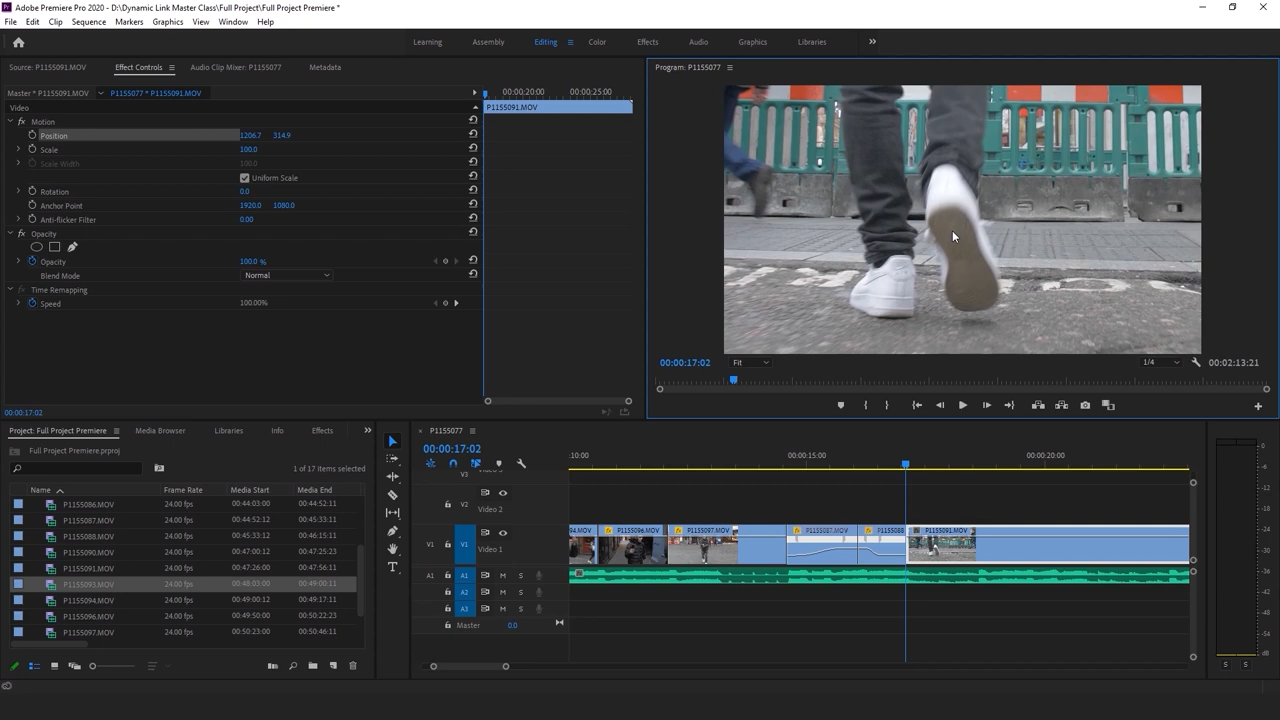 Adobe Premiere Pro 2020 - D:\Dynamic Link Master Class\Full Project\Full Project Premiere *
File Edit Clip Sequence Markers Graphics View Window Help
Learning Assembly Editing Color Effects Audio Graphics Libraries
Source: P1155091.MOV Effect Controls Audio Clip Mixer: P1155077 Metadata
Master * P1155091.MOV P1155077 * P1155091.MOV
00:00:20:00 00:00:25:00
Video
P1155091.MOV
Motion
Position 1206.7 314.9
Scale 100.0
Scale Width 100.0
Uniform Scale
Rotation 0.0
Anchor Point 1920.0 1080.0
Anti-flicker Filter 0.00
Opacity
Opacity 100.0 %
Blend Mode Normal
Time Remapping
Speed 100.00%
00:00:17:02
Program: P1155077
00:00:17:02 Fit 1/4 00:02:13:21
Project: Full Project Premiere Media Browser Libraries Info Effects
Full Project Premiere.prproj
1 of 17 items selected
Name Frame Rate Media Start Media End
P1155086.MOV 24.00 fps 00:44:03:00 00:44:52:11
P1155087.MOV 24.00 fps 00:44:52:12 00:45:33:11
P1155088.MOV 24.00 fps 00:45:33:12 00:46:15:11
P1155090.MOV 24.00 fps 00:47:00:12 00:47:25:23
P1155091.MOV 24.00 fps 00:47:26:00 00:47:56:11
P1155093.MOV 24.00 fps 00:48:03:00 00:49:00:11
P1155094.MOV 24.00 fps 00:49:00:12 00:49:17:11
P1155096.MOV 24.00 fps 00:49:50:00 00:50:22:23
P1155097.MOV 24.00 fps 00:50:23:00 00:50:46:11
P1155077
00:00:17:02
:10:00 00:00:15:00 00:00:20:00
V3
Video 2
V1 V1 Video 1
94.MOV P1155096.MOV P1155097.MOV P1155087.MOV P1155088 P1155091.MOV
A1 A1 M S
A2 M S
A3 M S
Master 0.0
0
-6
-54
dB
S S